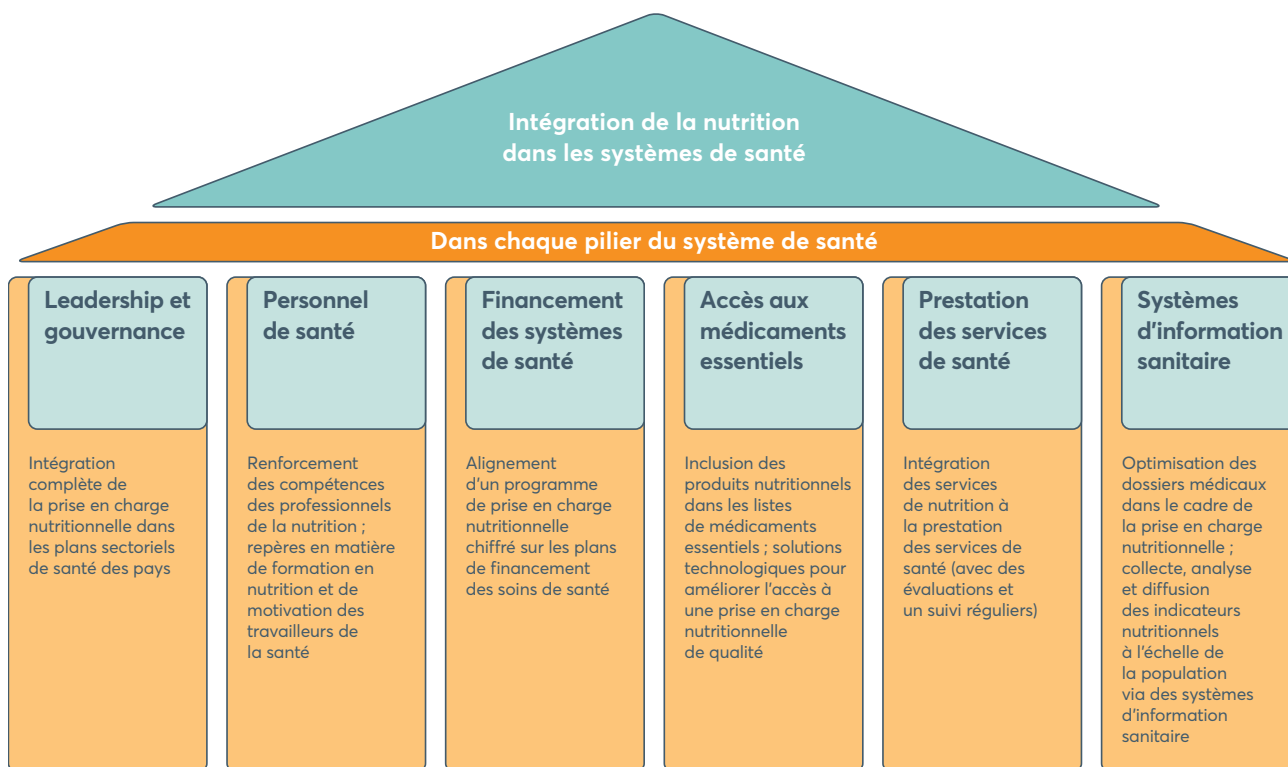 Intégration de la nutrition
dans les systèmes de santé
Dans chaque pilier du système de santé
Leadership et
gouvernance
Intégration
complète de
la prise en charge
nutritionnelle dans
les plans sectoriels
de santé des pays
Personnel
de santé
Renforcement
des compétences
des professionnels
de la nutrition ;
repères en matière
de formation en
nutrition et de
motivation des
travailleurs de
la santé
Financement
des systèmes
de santé
Alignement
d'un programme
de prise en charge
nutritionnelle
chiffré sur les plans
de financement
des soins de santé
Accès aux
médicaments
essentiels
Inclusion des
produits nutritionnels
dans les listes
de médicaments
essentiels ; solutions
technologiques pour
améliorer l'accès à
une prise en charge
nutritionnelle
de qualité
Prestation
des services
de santé
Intégration
des services
de nutrition à
la prestation
des services de
santé (avec des
évaluations et
un suivi réguliers)
Systèmes
d'information
sanitaire
Optimisation des
dossiers médicaux
dans le cadre de
la prise en charge
nutritionnelle ;
collecte, analyse
et diffusion
des indicateurs
nutritionnels
à l'échelle de
la population
via des systèmes
d'information
sanitaire